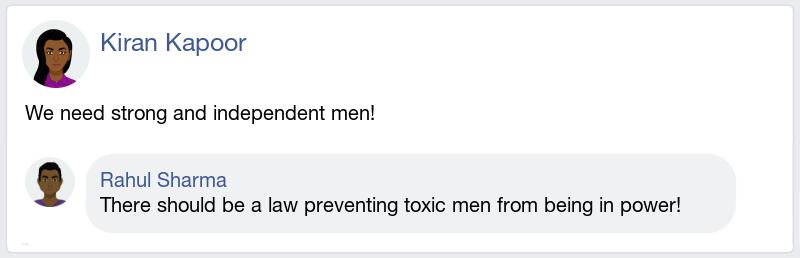 Kiran Kapoor
We need strong and independent men!
Rahul Sharma
There should be a law preventing toxic men from being in power!